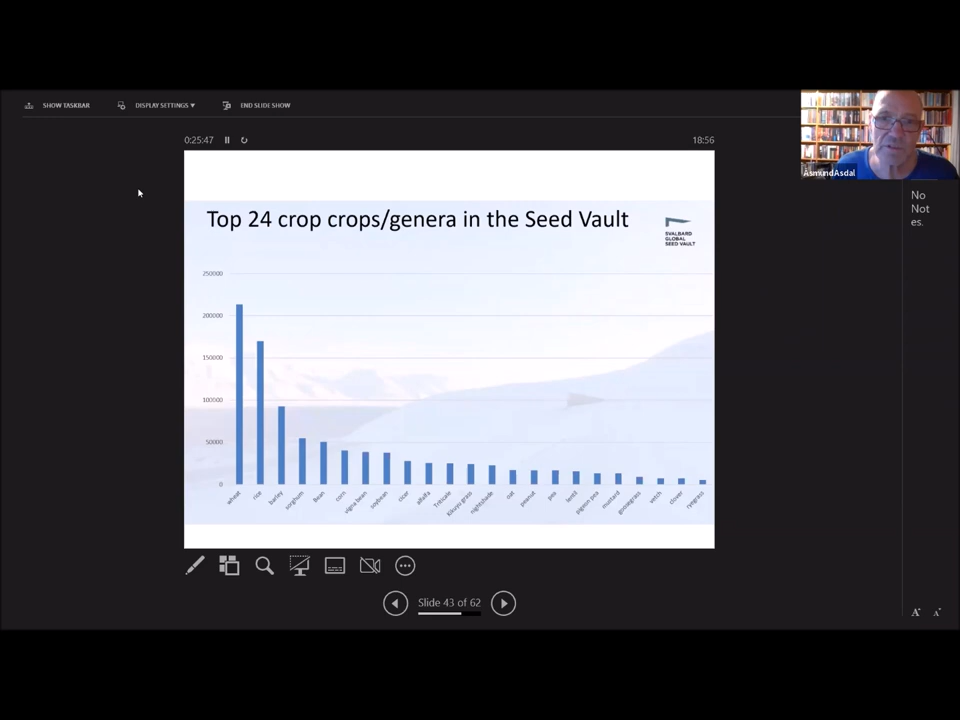 SHOW TASKBAR
DISPLAY SETTINGS ▾
END SLIDE SHOW
0:25:47
18:56
ÅsmundAsdal
No
Not
es.
Top 24 crop crops/genera in the Seed Vault
SVALBARD
GLOBAL
SEED VAULT
250000
200000
150000
100000
50000
0
wheat
rice
barley
sorghum
Bean
corn
vigna bean
soybean
cicer
alfalfa
Triticale
Kikuyu grass
nightshade
oat
peanut
pea
lentil
pigeon pea
mustard
goosegrass
vetch
clover
ryegrass
Slide 43 of 62
A
A